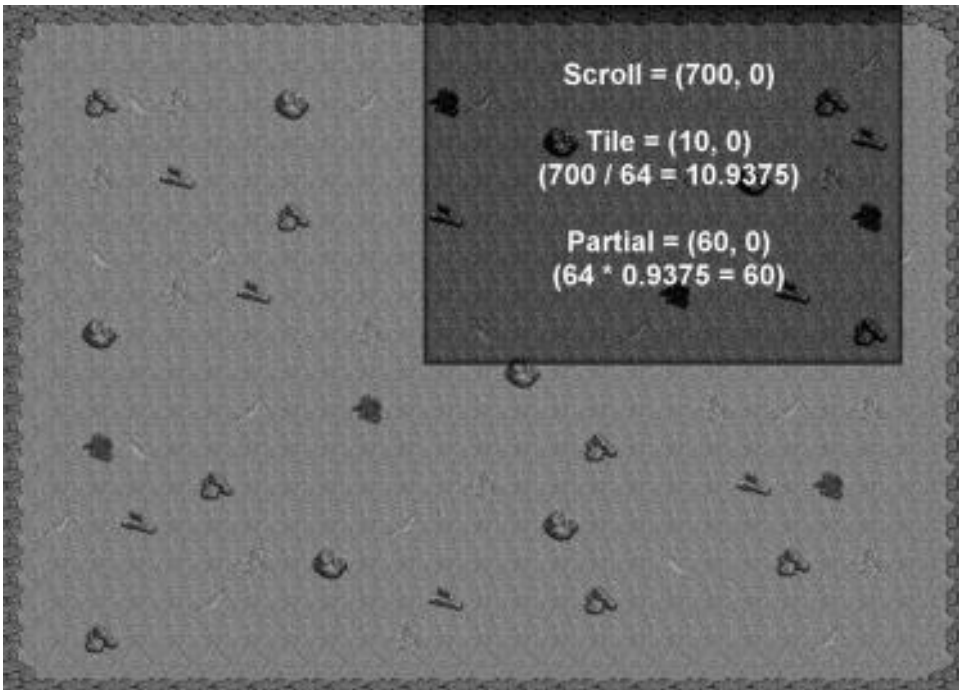 Scroll = (700, 0)
Tile = (10, 0)
(700 / 64 = 10.9375)
Partial = (60, 0)
(64 * 0.9375 = 60)